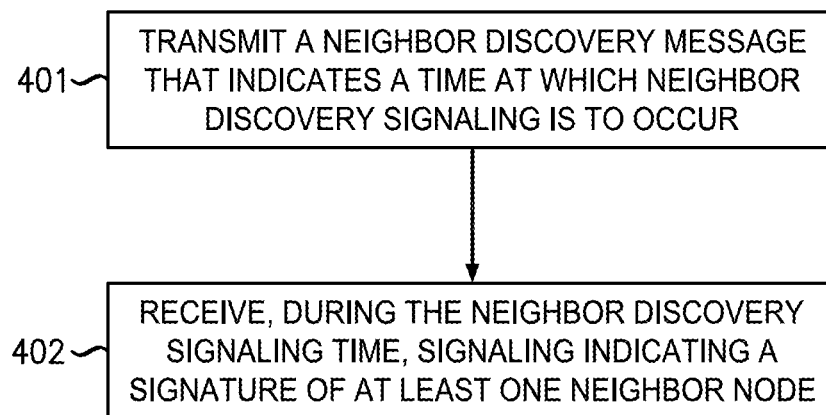 401
TRANSMIT A NEIGHBOR DISCOVERY MESSAGE
THAT INDICATES A TIME AT WHICH NEIGHBOR
DISCOVERY SIGNALING IS TO OCCUR
402
RECEIVE, DURING THE NEIGHBOR DISCOVERY
SIGNALING TIME, SIGNALING INDICATING A
SIGNATURE OF AT LEAST ONE NEIGHBOR NODE